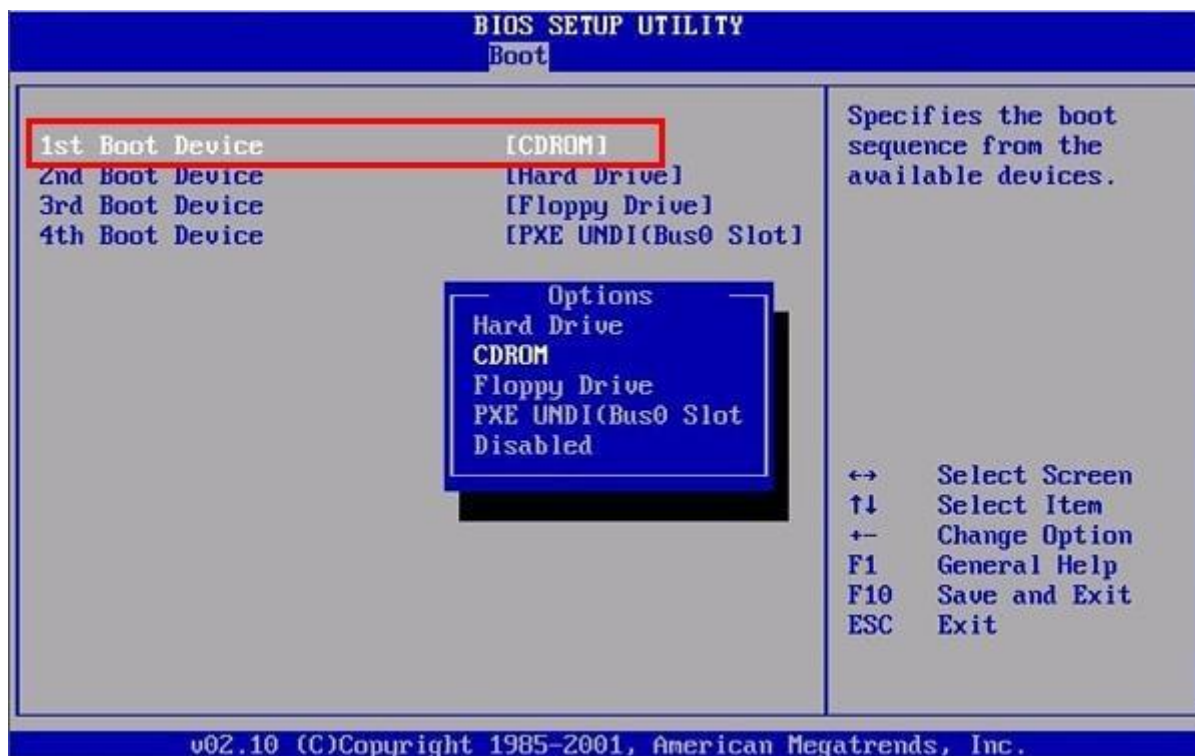 BIOS SETUP UTILITY
Boot
1st Boot Device [CDROM]
2nd Boot Device [Hard Drive]
3rd Boot Device [Floppy Drive]
4th Boot Device [PXE UNDI(Bus0 Slot]
Options
Hard Drive
CDROM
Floppy Drive
PXE UNDI(Bus0 Slot
Disabled
Specifies the boot
sequence from the
available devices.
←→ Select Screen
↑↓ Select Item
+- Change Option
F1 General Help
F10 Save and Exit
ESC Exit
v02.10 (C)Copyright 1985-2001, American Megatrends, Inc.